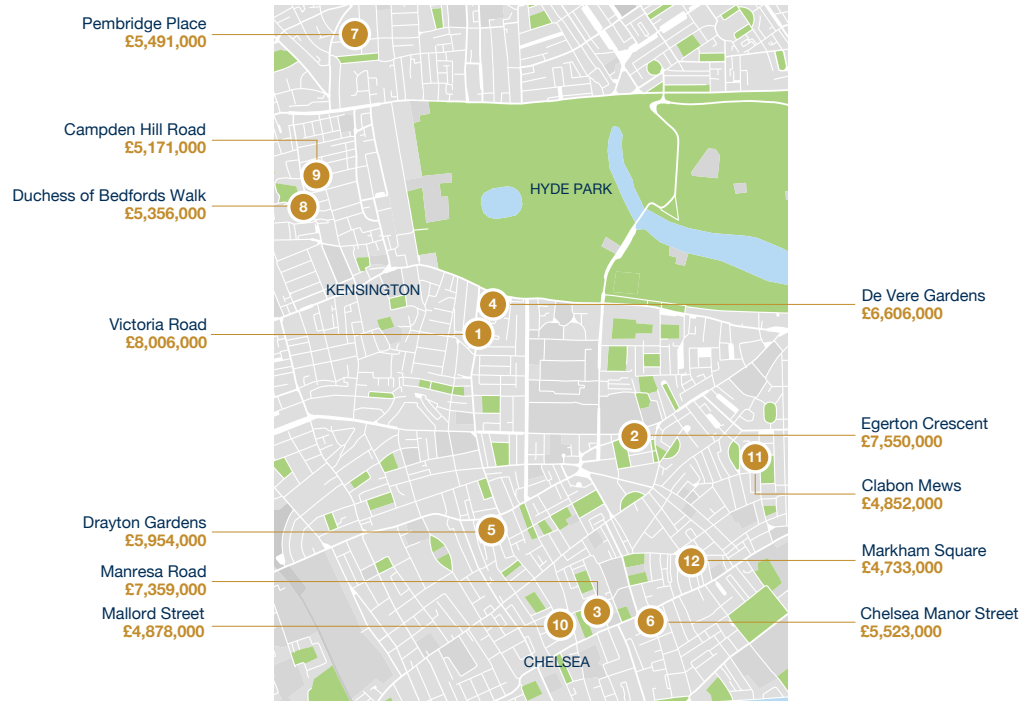 Pembridge Place
£5,491,000
7
Campden Hill Road
£5,171,000
9
Duchess of Bedfords Walk
£5,356,000
8
HYDE PARK
KENSINGTON
Victoria Road
£8,006,000
4
1
De Vere Gardens
£6,606,000
2
Egerton Crescent
£7,550,000
11
Clabon Mews
£4,852,000
Drayton Gardens
£5,954,000
5
Manresa Road
£7,359,000
Mallord Street
£4,878,000
12
Markham Square
£4,733,000
10
3
6
Chelsea Manor Street
£5,523,000
CHELSEA